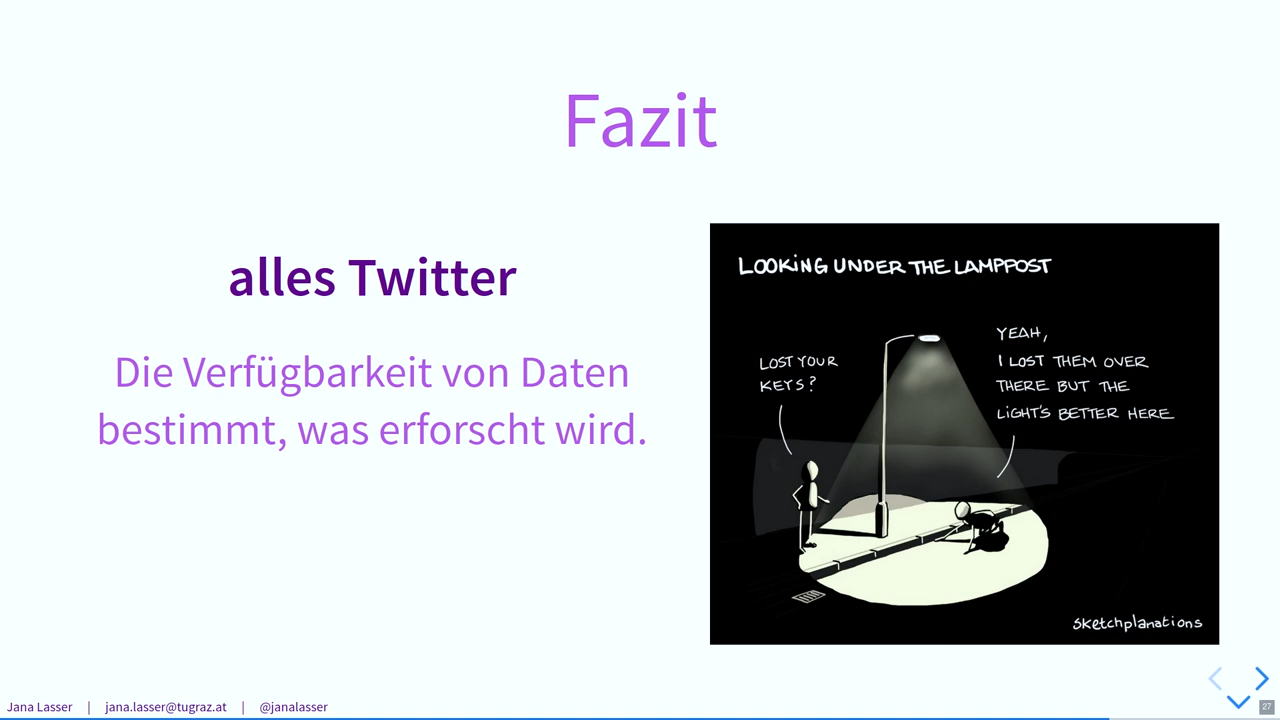 Fazit
alles Twitter
Die Verfügbarkeit von Daten
bestimmt, was erforscht wird.
LOOKING UNDER THE LAMPPOST
LOST YOUR
KEYS?
YEAH,
I LOST THEM OVER
THERE BUT THE
LIGHT'S BETTER HERE
sketchplanations
Jana Lasser | jana.lasser@tugraz.at | @janalasser
27